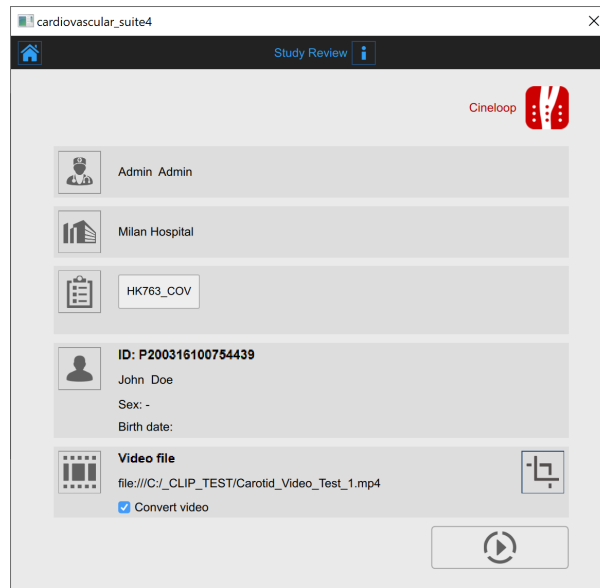 cardiovascular_suite4
Study Review
Cineloop
Admin Admin
Milan Hospital
HK763_COV
ID: P200316100754439
John Doe
Sex: -
Birth date:
Video file
file:///C:/_CLIP_TEST/Carotid_Video_Test_1.mp4
Convert video